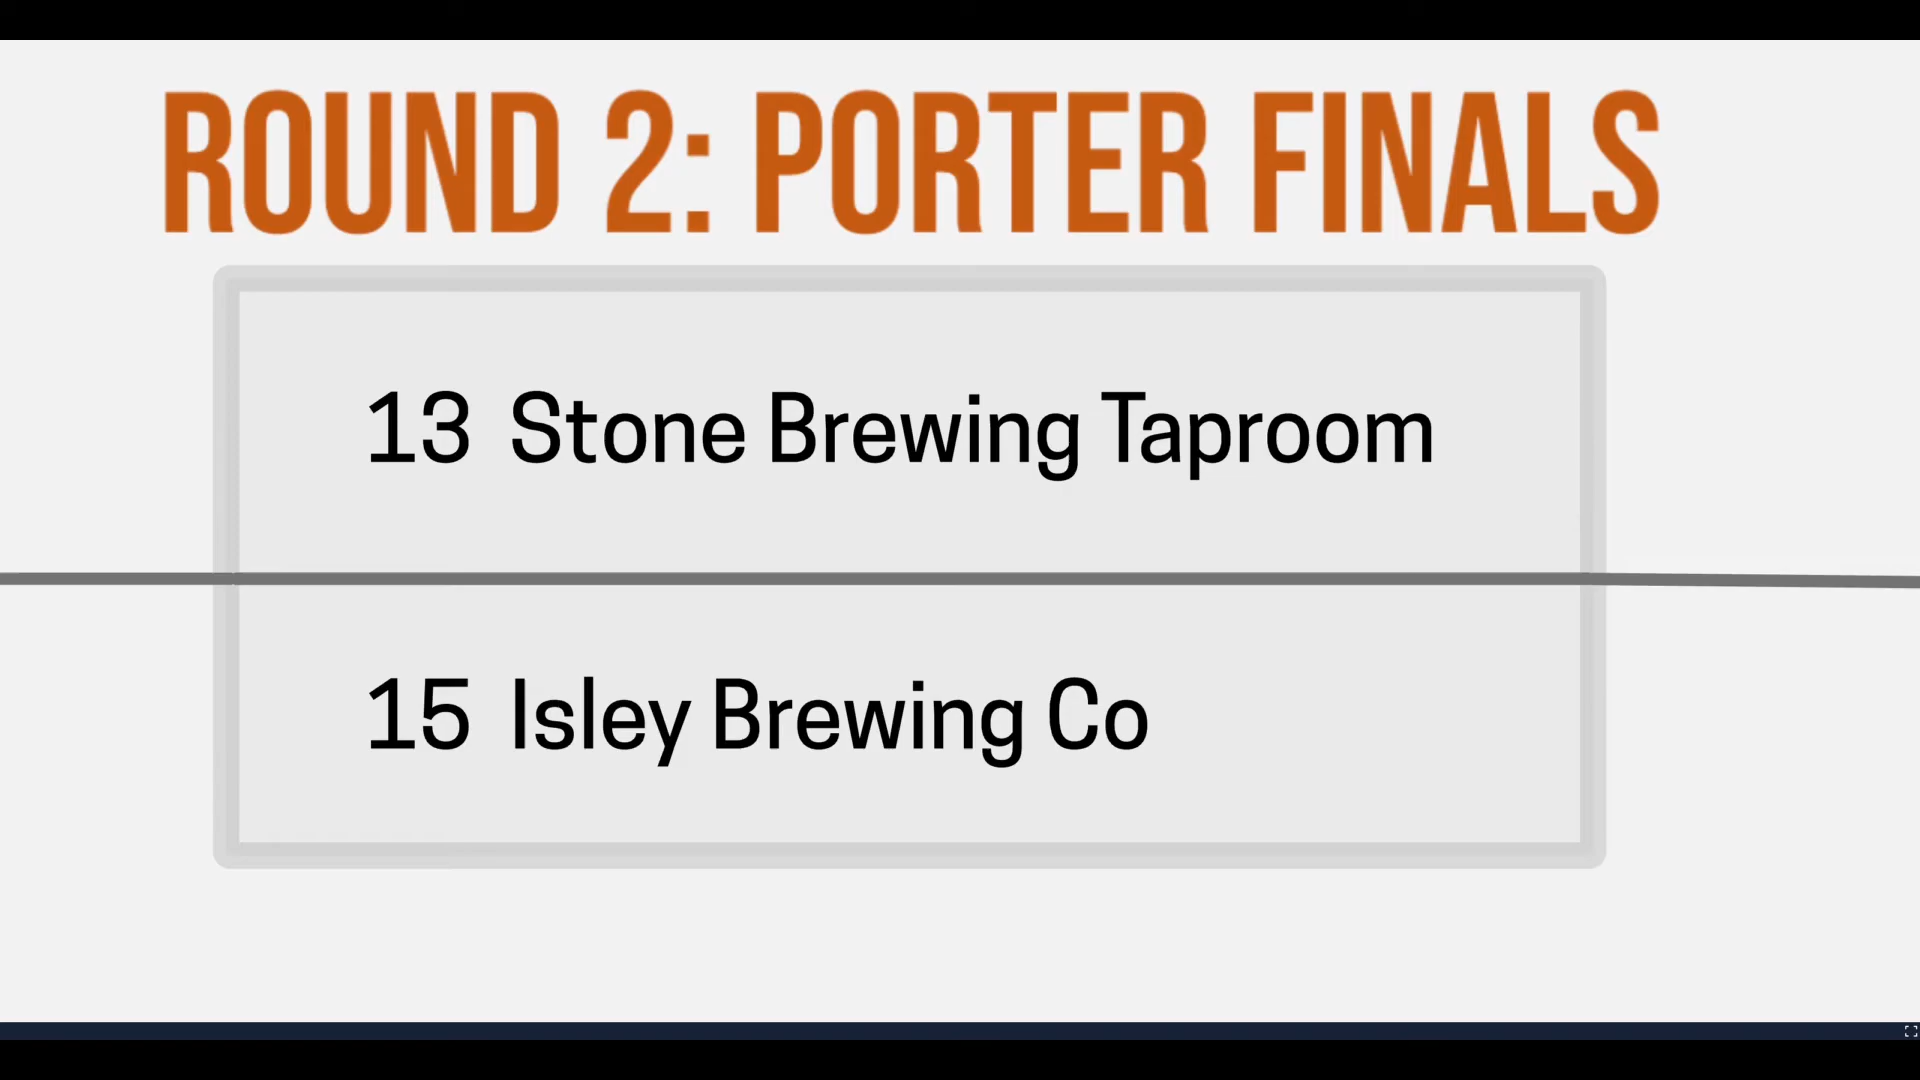 ROUND 2: PORTER FINALS
13 Stone Brewing Taproom
15 Isley Brewing Co